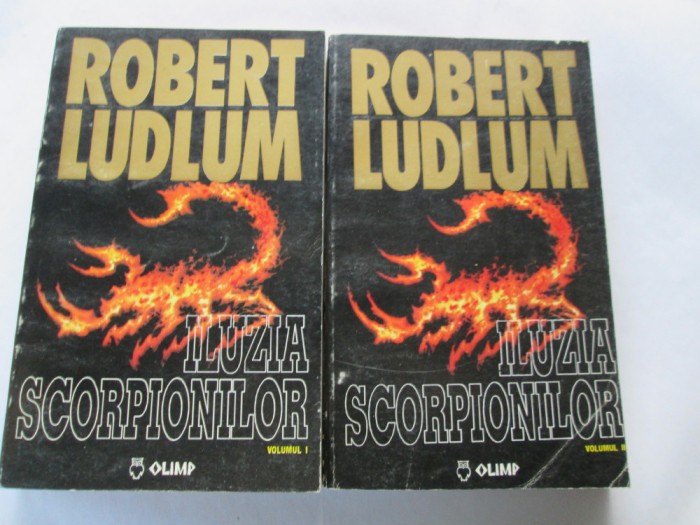 ROBERT
LUDLUM
ILUZIA
SCORPIONILOR
VOLUMUL I
OLIMP
ROBERT
LUDLUM
ILUZIA
SCORPIONILOR
VOLUMUL II
OLIMP